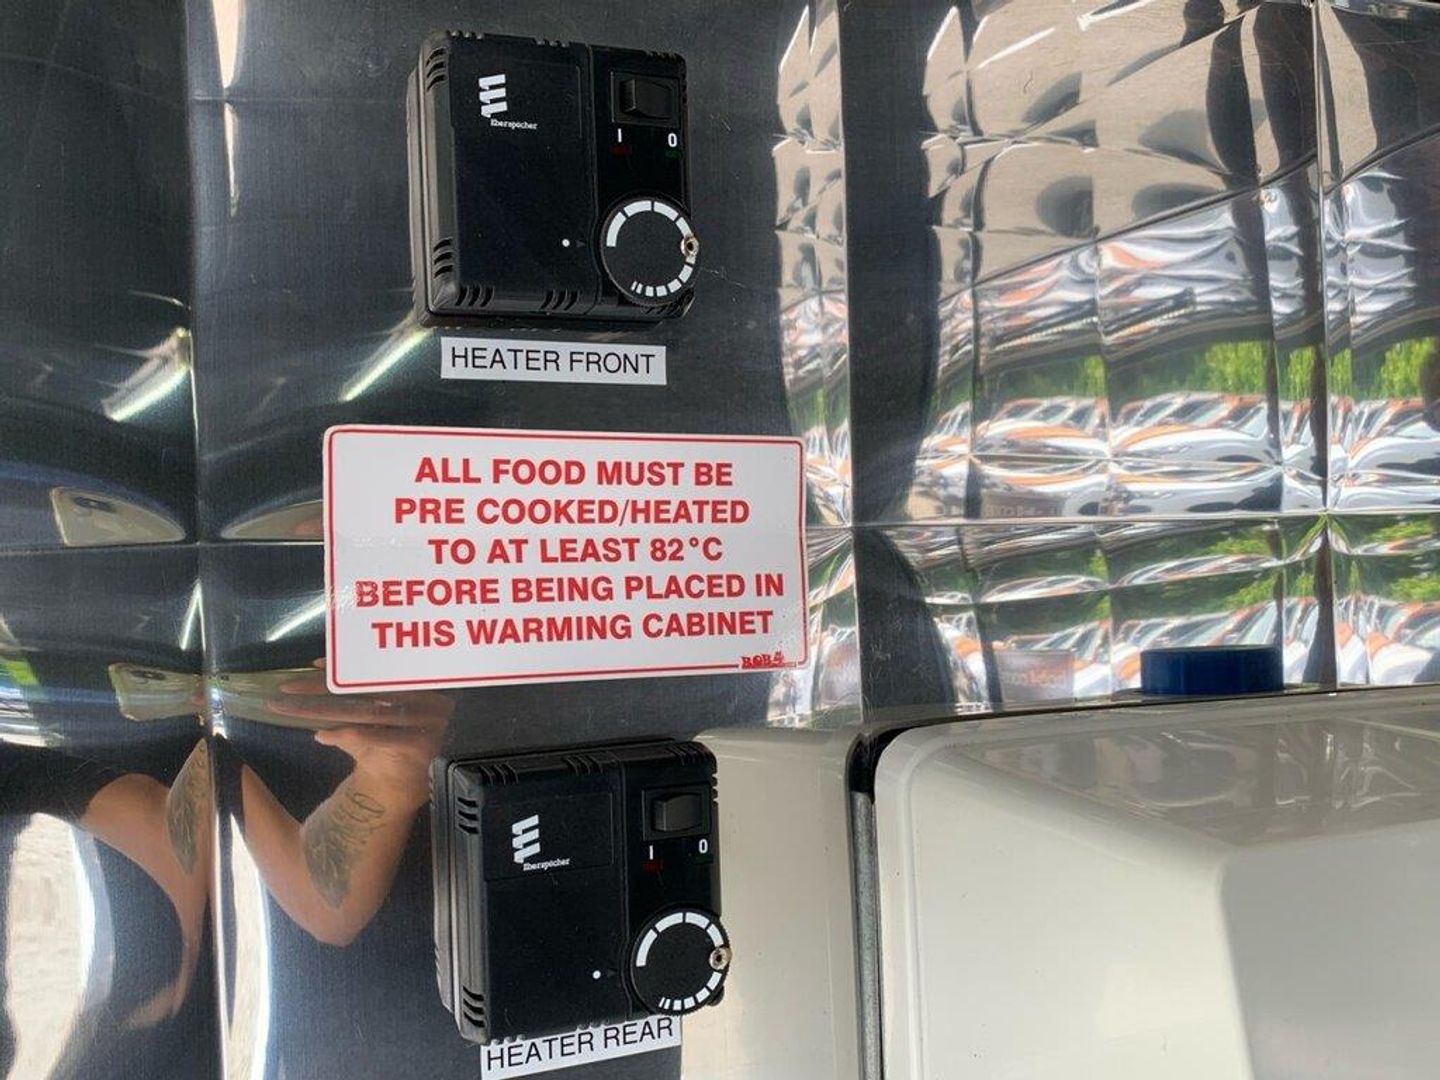 Eberspächer
I 0
HEATER FRONT
ALL FOOD MUST BE
PRE COOKED/HEATED
TO AT LEAST 82°C
BEFORE BEING PLACED IN
THIS WARMING CABINET
Eberspächer
I 0
HEATER REAR